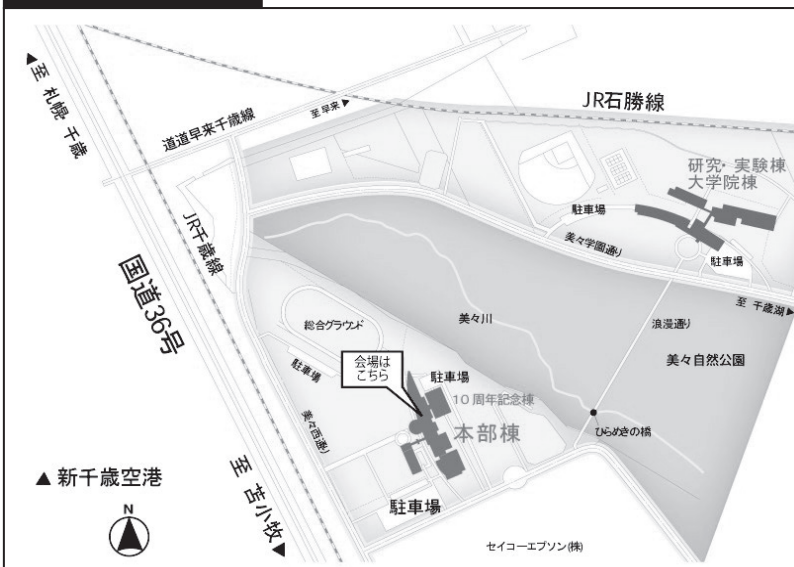 ▲至 札幌・千歳
道道早来千歳線
至 早来▶
JR石勝線
研究・実験棟
大学院棟
駐車場
JR千歳線
美々学園通り
駐車場
国道36号
至 千歳湖▶
総合グラウンド
美々川
浪漫通り
美々自然公園
会場は
こちら
駐車場
駐車場
10周年記念棟
美々西通り
本部棟
ひらめきの橋
▲ 新千歳空港
至 苫小牧▼
駐車場
N
セイコーエプソン(株)